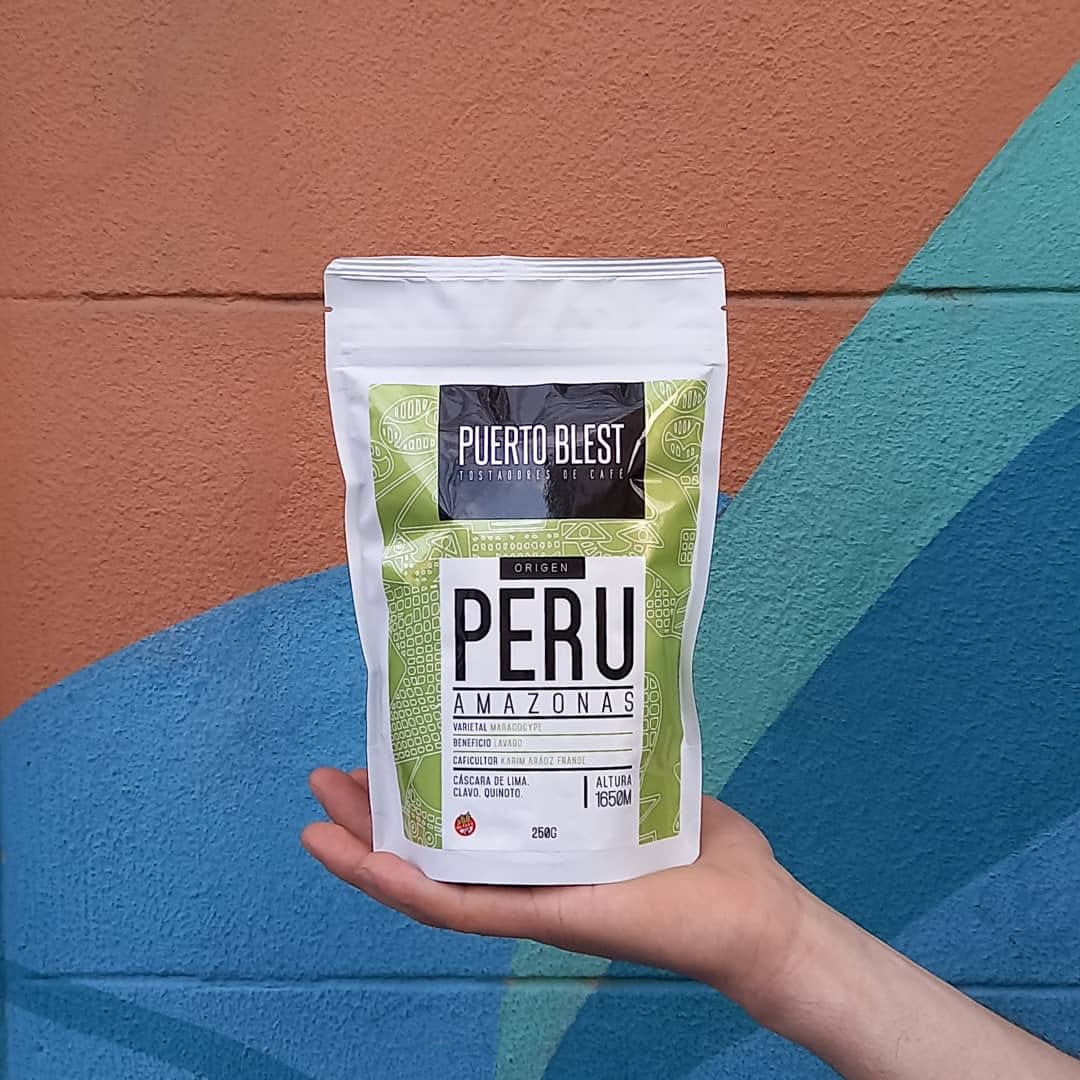 PUERTO BLEST
TOSTADORES DE CAFÉ
ORIGEN
PERU
AMAZONAS
VARIETAL MARAGOGYPE
BENEFICIO LAVADO
CAFICULTOR KARIM ARÁOZ FRANDE
CÁSCARA DE LIMA.
CLAVO. QUINOTO.
ALTURA
1650M
250G